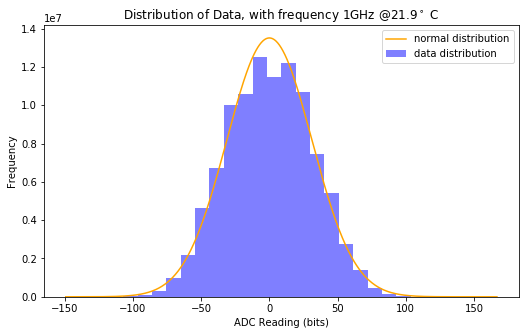 Distribution of Data, with frequency 1GHz @21.9° C
1e7
normal distribution
data distribution
1.4
1.2
1.0
0.8
0.6
0.4
0.2
0.0
Frequency
−150 −100 −50 0 50 100 150
ADC Reading (bits)